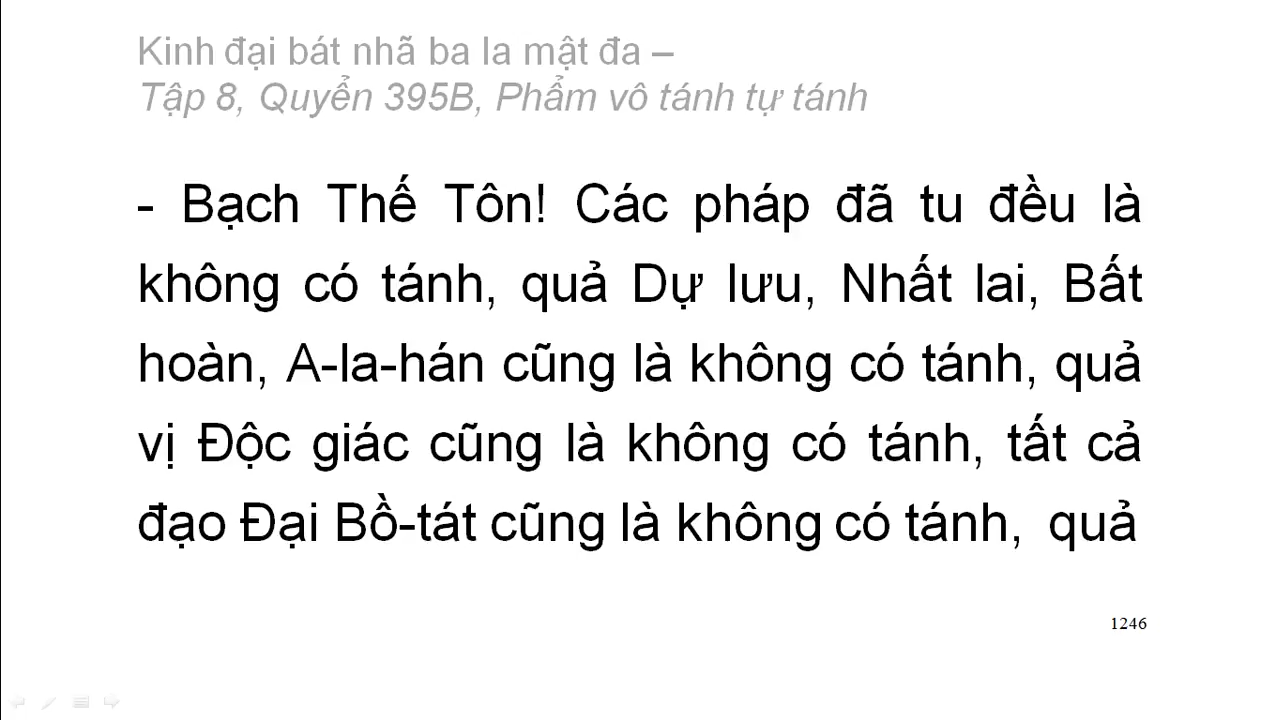 Kinh đại bát nhã ba la mật đa –
Tập 8, Quyển 395B, Phẩm vô tánh tự tánh
- Bạch Thế Tôn! Các pháp đã tu đều là
không có tánh, quả Dự lưu, Nhất lai, Bất
hoàn, A-la-hán cũng là không có tánh, quả
vị Độc giác cũng là không có tánh, tất cả
đạo Đại Bồ-tát cũng là không có tánh, quả
1246